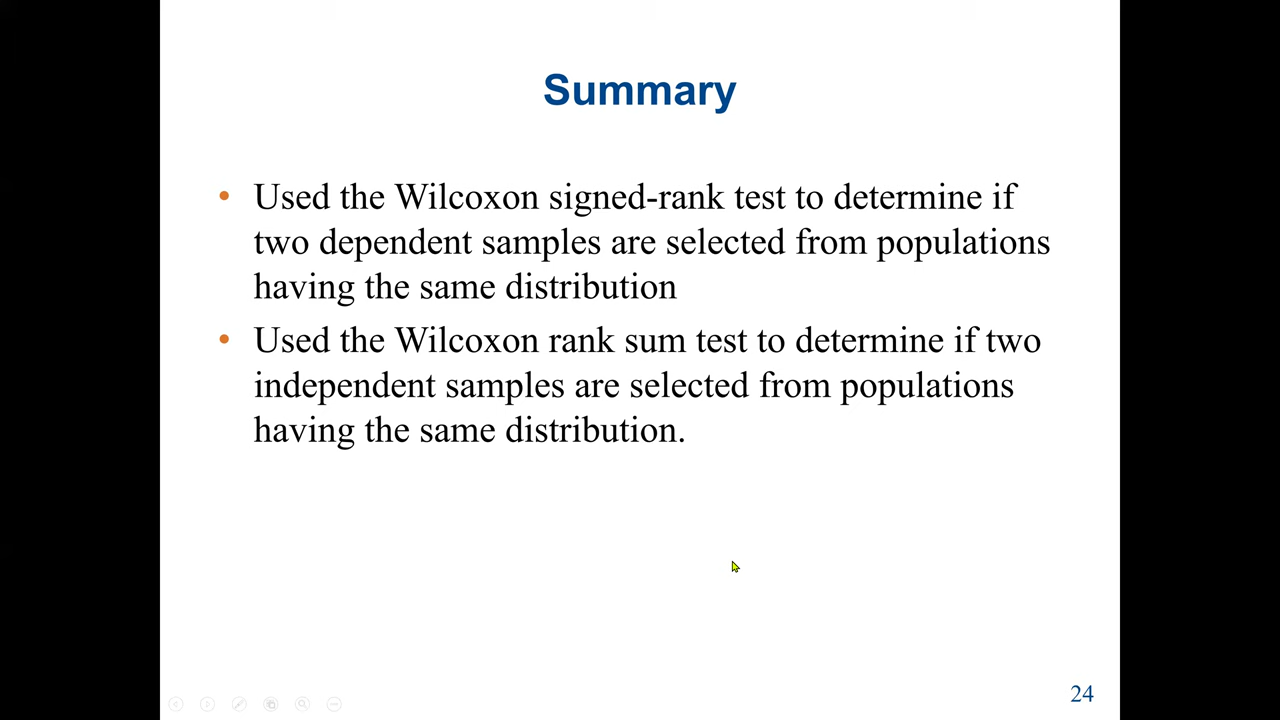 Summary
• Used the Wilcoxon signed-rank test to determine if
two dependent samples are selected from populations
having the same distribution
• Used the Wilcoxon rank sum test to determine if two
independent samples are selected from populations
having the same distribution.
24